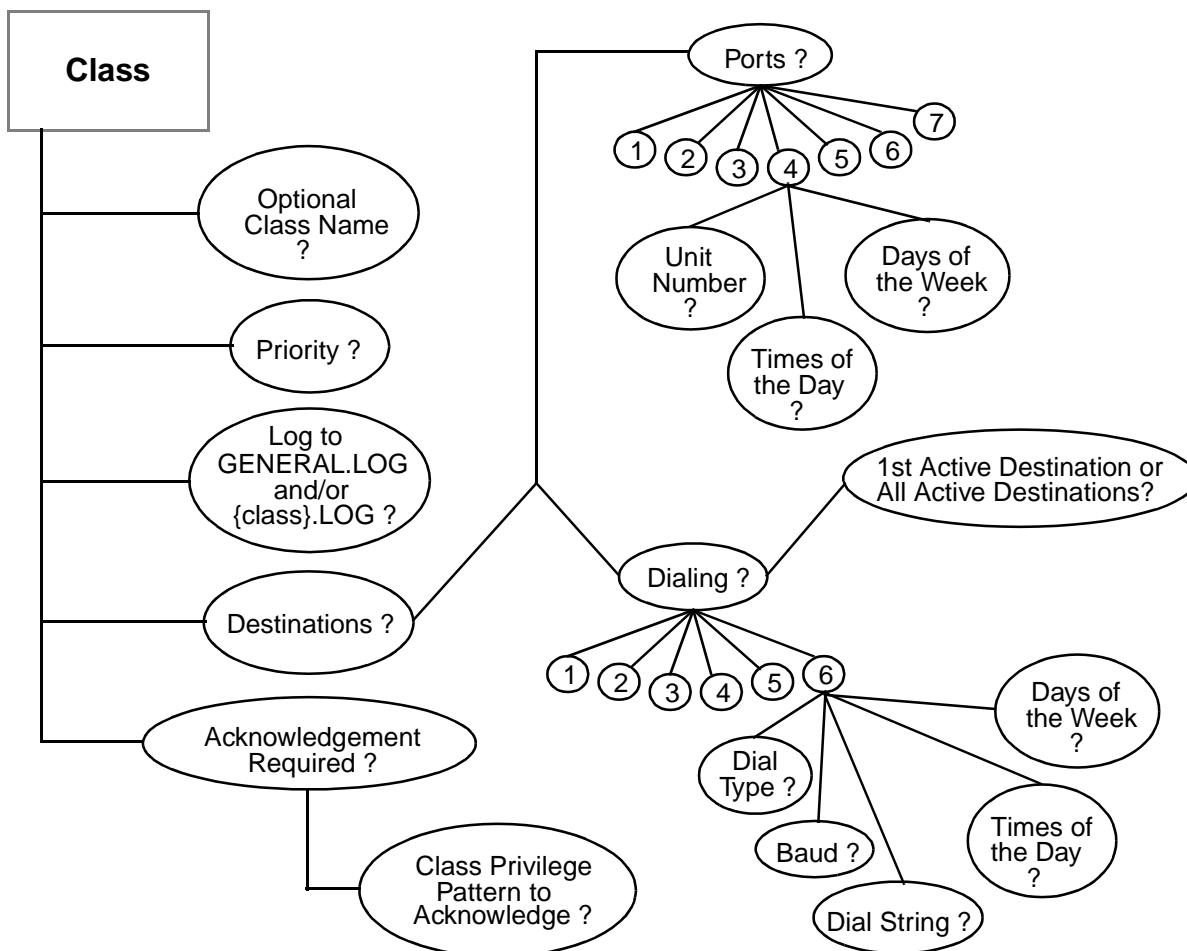 Class
Optional
Class Name
?
Priority ?
Log to
GENERAL.LOG
and/or
{class}.LOG ?
Destinations ?
Acknowledgement
Required ?
Class Privilege
Pattern to
Acknowledge ?
Ports ?
1
2
3
4
5
6
7
Unit
Number
?
Times of
the Day
?
Days of
the Week
?
1st Active Destination or
All Active Destinations?
Dialing ?
1
2
3
4
5
6
Dial
Type ?
Baud ?
Dial String ?
Times of
the Day
?
Days of
the Week
?